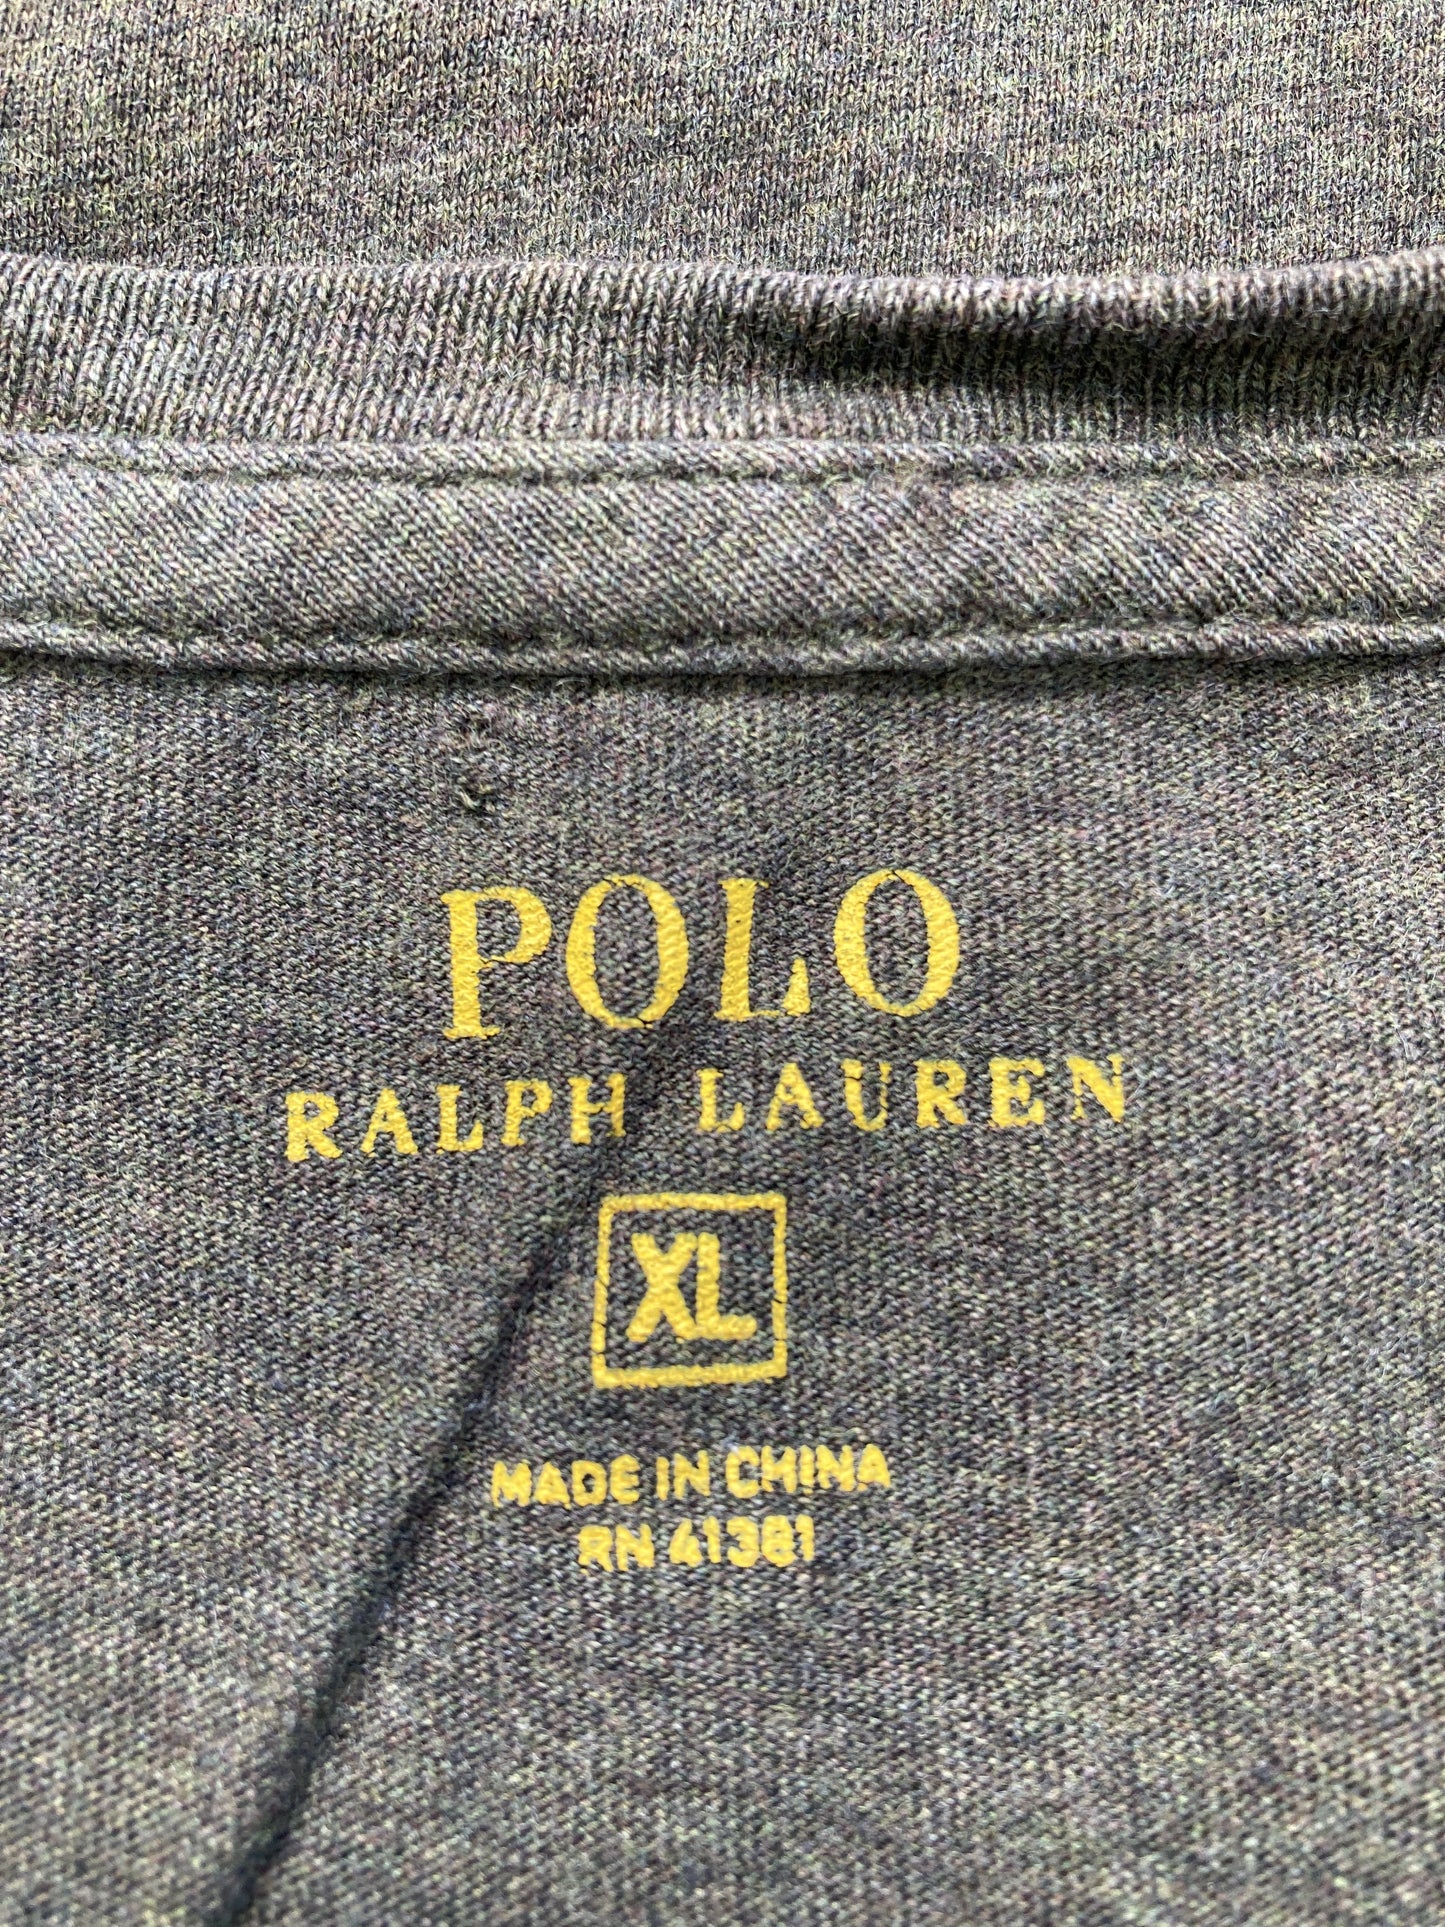 POLO
RALPH LAUREN
XL
MADE IN CHINA
RN 41381